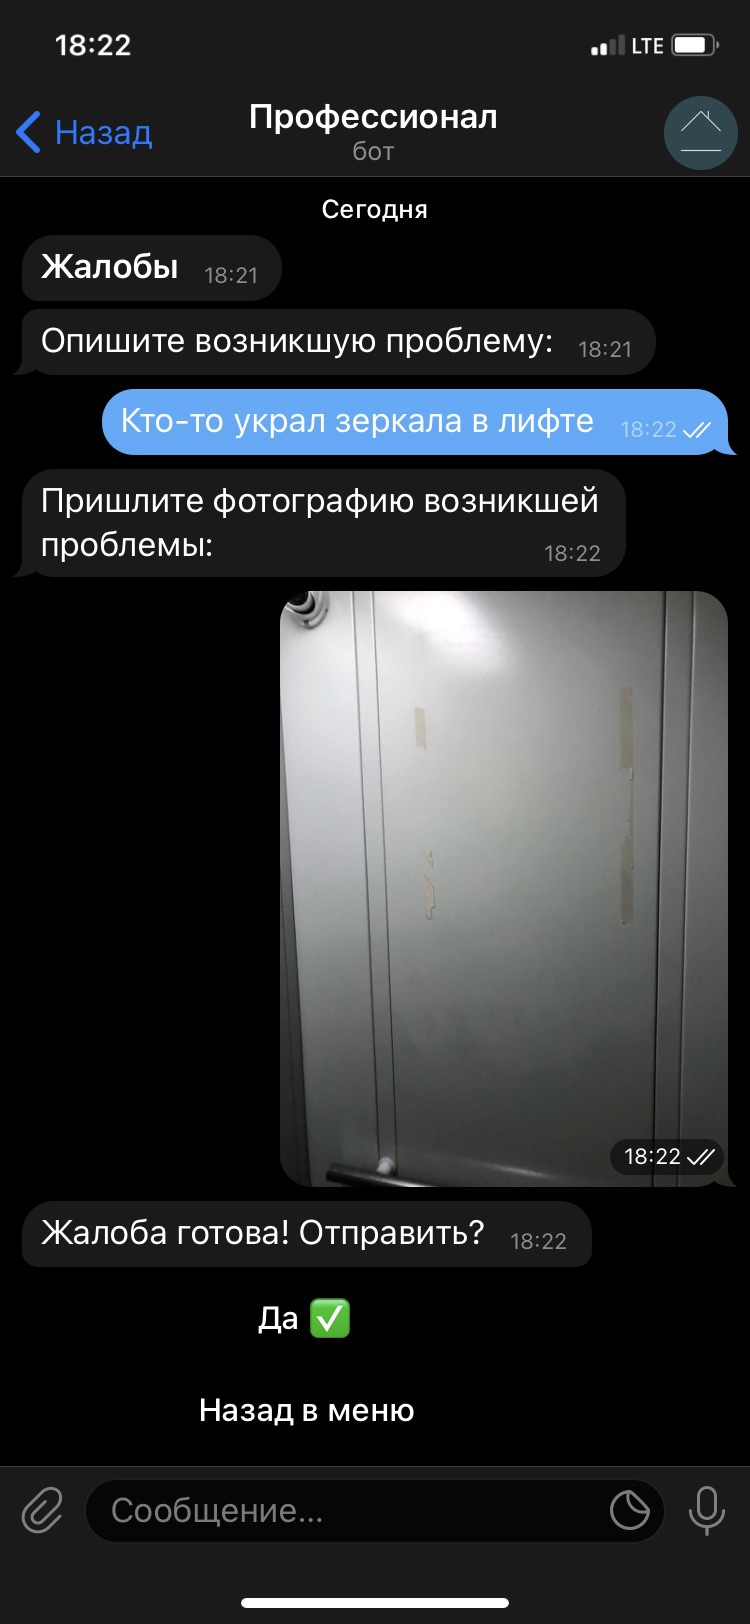 18:22
LTE
Назад
Профессионал
бот
Сегодня
Жалобы 18:21
Опишите возникшую проблему: 18:21
Кто-то украл зеркала в лифте 18:22
Пришлите фотографию возникшей
проблемы: 18:22
18:22
Жалоба готова! Отправить? 18:22
Да ✅
Назад в меню
Сообщение...